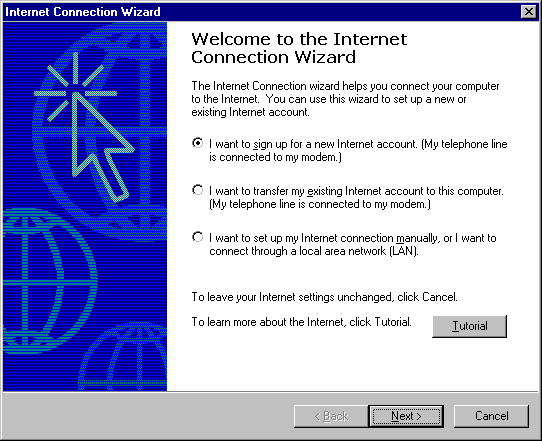 Internet Connection Wizard
Welcome to the Internet
Connection Wizard
The Internet Connection wizard helps you connect your computer
to the Internet.  You can use this wizard to set up a new or
existing Internet account.
I want to sign up for a new Internet account. (My telephone line
is connected to my modem.)
I want to transfer my existing Internet account to this computer.
(My telephone line is connected to my modem.)
I want to set up my Internet connection manually, or I want to
connect through a local area network (LAN).
To leave your Internet settings unchanged, click Cancel.
To learn more about the Internet, click Tutorial.
Tutorial
< Back
Next >
Cancel